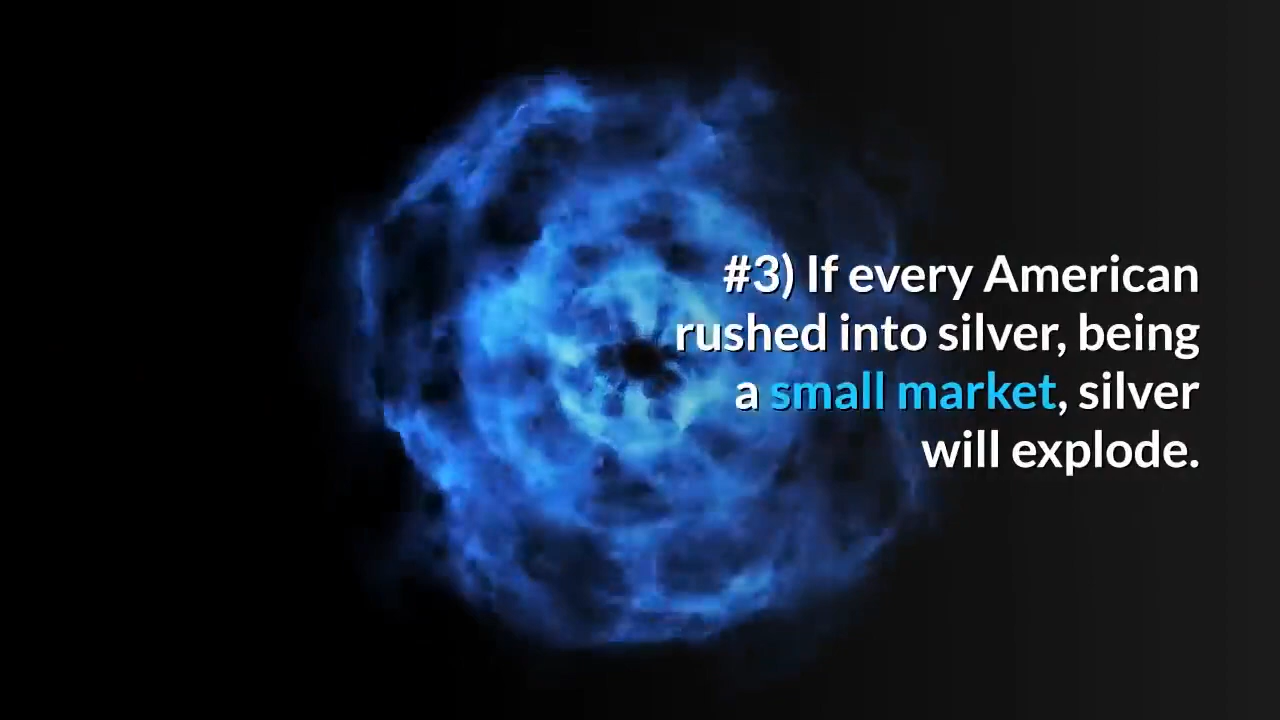 #3) If every American
rushed into silver, being
a small market, silver
will explode.